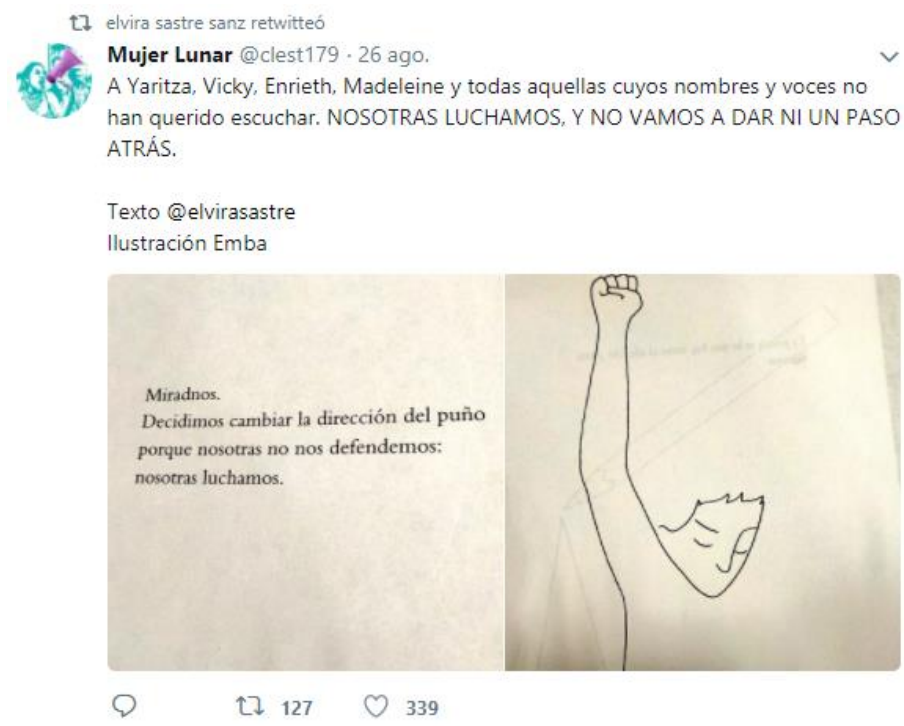 elvira sastre sanz retwitteó
Mujer Lunar @clest179 · 26 ago.
A Yaritza, Vicky, Enrieth, Madeleine y todas aquellas cuyos nombres y voces no
han querido escuchar. NOSOTRAS LUCHAMOS, Y NO VAMOS A DAR NI UN PASO
ATRÁS.
Texto @elvirasastre
Ilustración Emba
Miradnos.
Decidimos cambiar la dirección del puño
porque nosotras no nos defendemos:
nosotras luchamos.
127 339